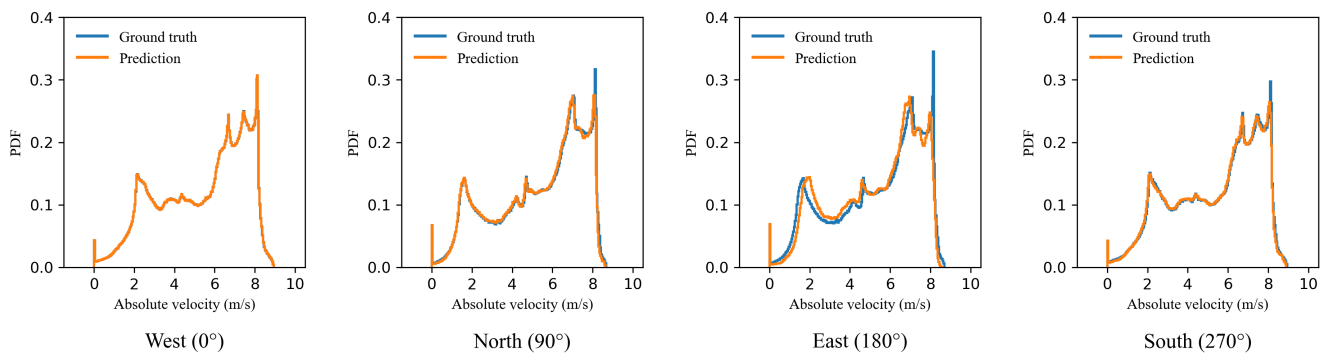 0.4
0.3
0.2
0.1
0.0
PDF
Ground truth
Prediction
0 2 4 6 8 10
Absolute velocity (m/s)
West (0°)
0.4
0.3
0.2
0.1
0.0
PDF
Ground truth
Prediction
0 2 4 6 8 10
Absolute velocity (m/s)
North (90°)
0.4
0.3
0.2
0.1
0.0
PDF
Ground truth
Prediction
0 2 4 6 8 10
Absolute velocity (m/s)
East (180°)
0.4
0.3
0.2
0.1
0.0
PDF
Ground truth
Prediction
0 2 4 6 8 10
Absolute velocity (m/s)
South (270°)